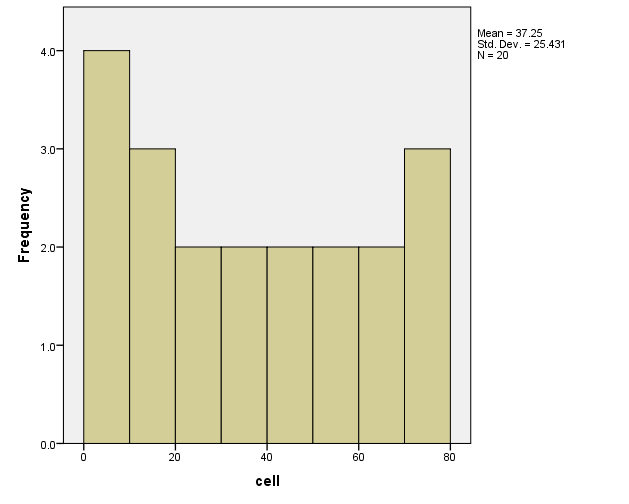 Mean = 37.25
Std. Dev. = 25.431
N = 20
4.0
3.0
2.0
1.0
0.0
Frequency
0 20 40 60 80
cell